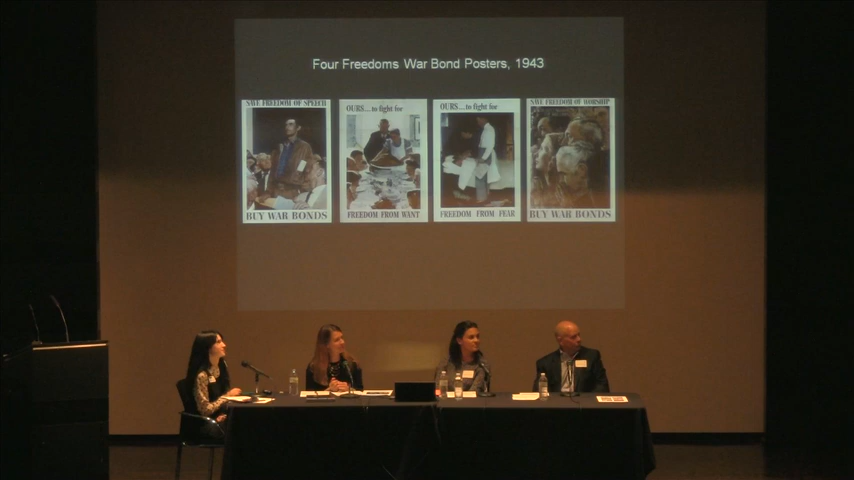 Four Freedoms War Bond Posters, 1943
SAVE FREEDOM OF SPEECH
BUY WAR BONDS
OURS...to fight for
FREEDOM FROM WANT
OURS...to fight for
FREEDOM FROM FEAR
SAVE FREEDOM OF WORSHIP
BUY WAR BONDS